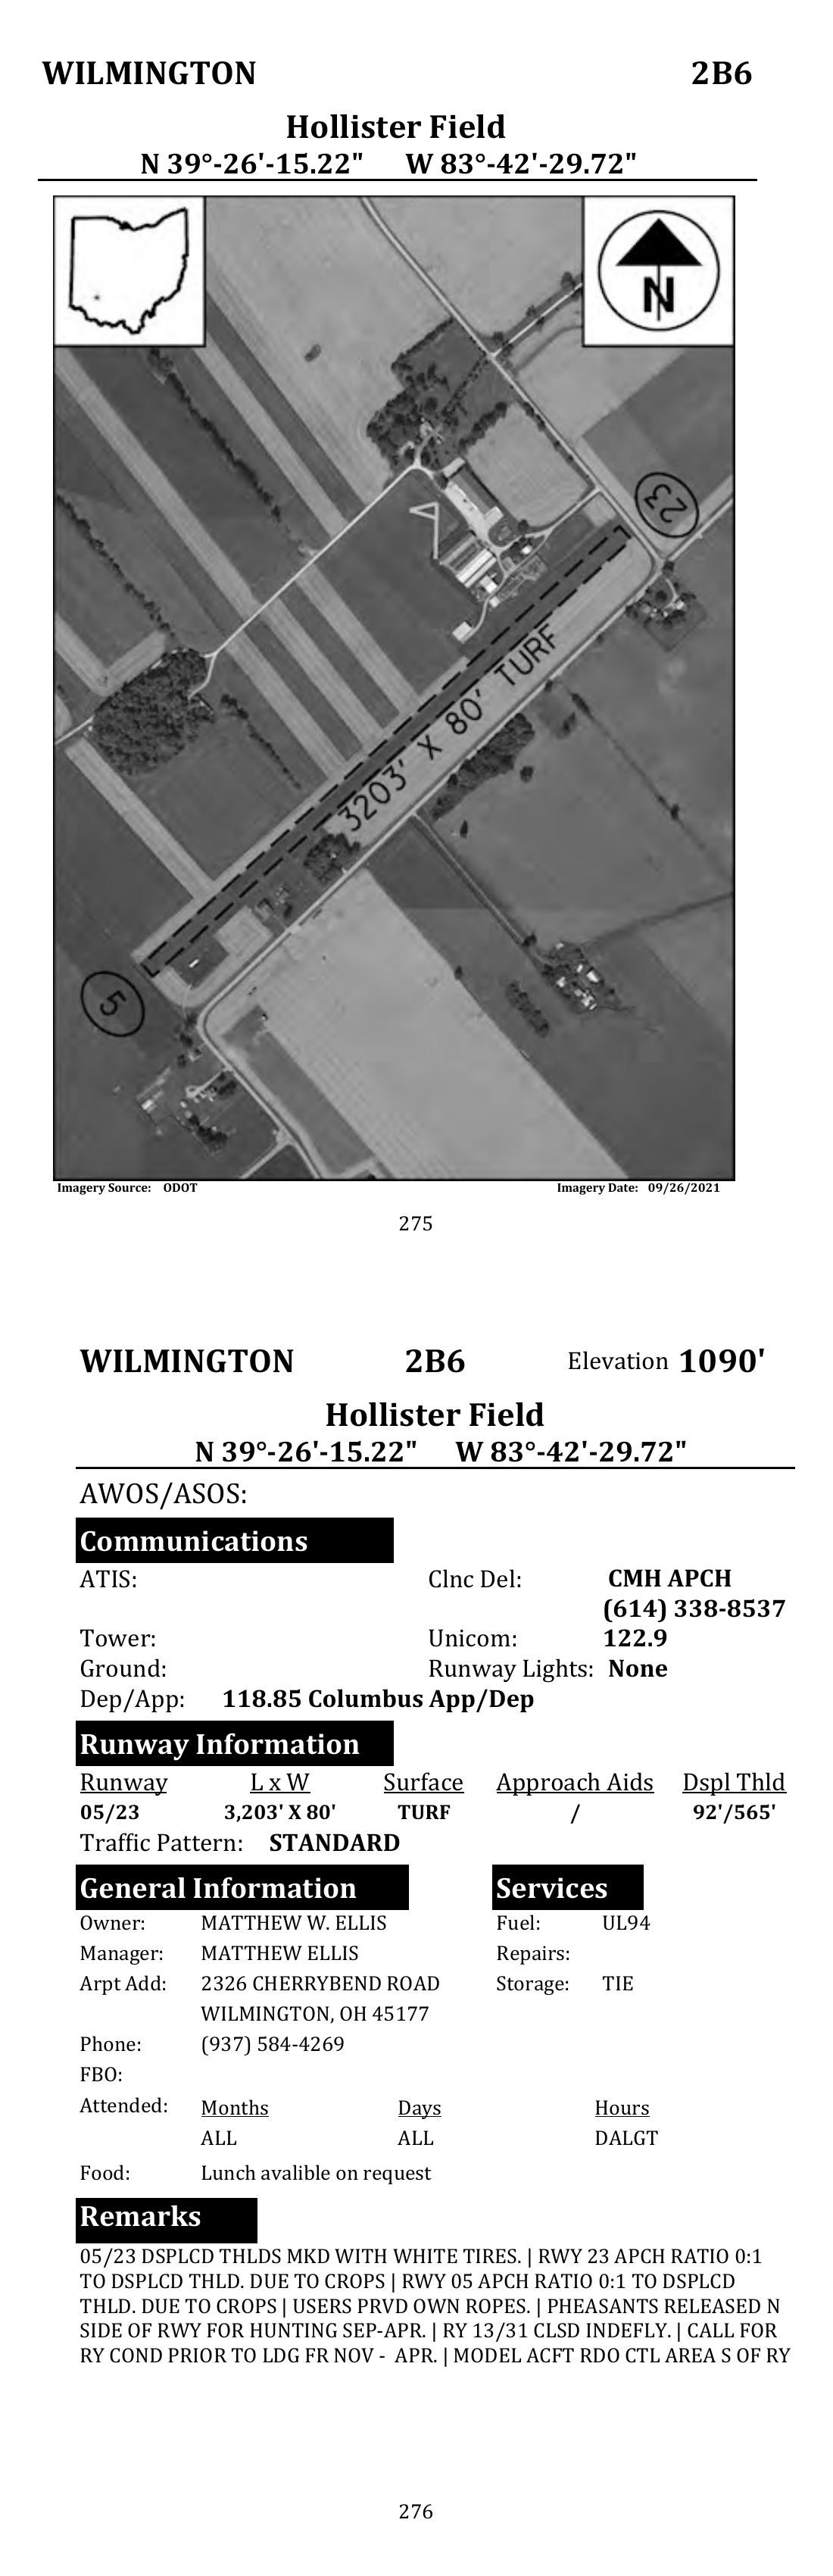 WILMINGTON 2B6
Hollister Field
N 39°-26'-15.22" W 83°-42'-29.72"
N
23
3203' X 80' TURF
5
Imagery Source: ODOT Imagery Date: 09/26/2021
275
WILMINGTON 2B6 Elevation 1090'
Hollister Field
N 39°-26'-15.22" W 83°-42'-29.72"
AWOS/ASOS:
Communications
ATIS: Clnc Del: CMH APCH
(614) 338-8537
Tower: Unicom: 122.9
Ground: Runway Lights: None
Dep/App: 118.85 Columbus App/Dep
Runway Information
Runway L x W Surface Approach Aids Dspl Thld
05/23 3,203' X 80' TURF / 92'/565'
Traffic Pattern: STANDARD
General Information Services
Owner: MATTHEW W. ELLIS Fuel: UL94
Manager: MATTHEW ELLIS Repairs:
Arpt Add: 2326 CHERRYBEND ROAD Storage: TIE
WILMINGTON, OH 45177
Phone: (937) 584-4269
FBO:
Attended: Months Days Hours
ALL ALL DALGT
Food: Lunch avalible on request
Remarks
05/23 DSPLCD THLDS MKD WITH WHITE TIRES. | RWY 23 APCH RATIO 0:1
TO DSPLCD THLD. DUE TO CROPS | RWY 05 APCH RATIO 0:1 TO DSPLCD
THLD. DUE TO CROPS | USERS PRVD OWN ROPES. | PHEASANTS RELEASED N
SIDE OF RWY FOR HUNTING SEP-APR. | RY 13/31 CLSD INDEFLY. | CALL FOR
RY COND PRIOR TO LDG FR NOV - APR. | MODEL ACFT RDO CTL AREA S OF RY
276